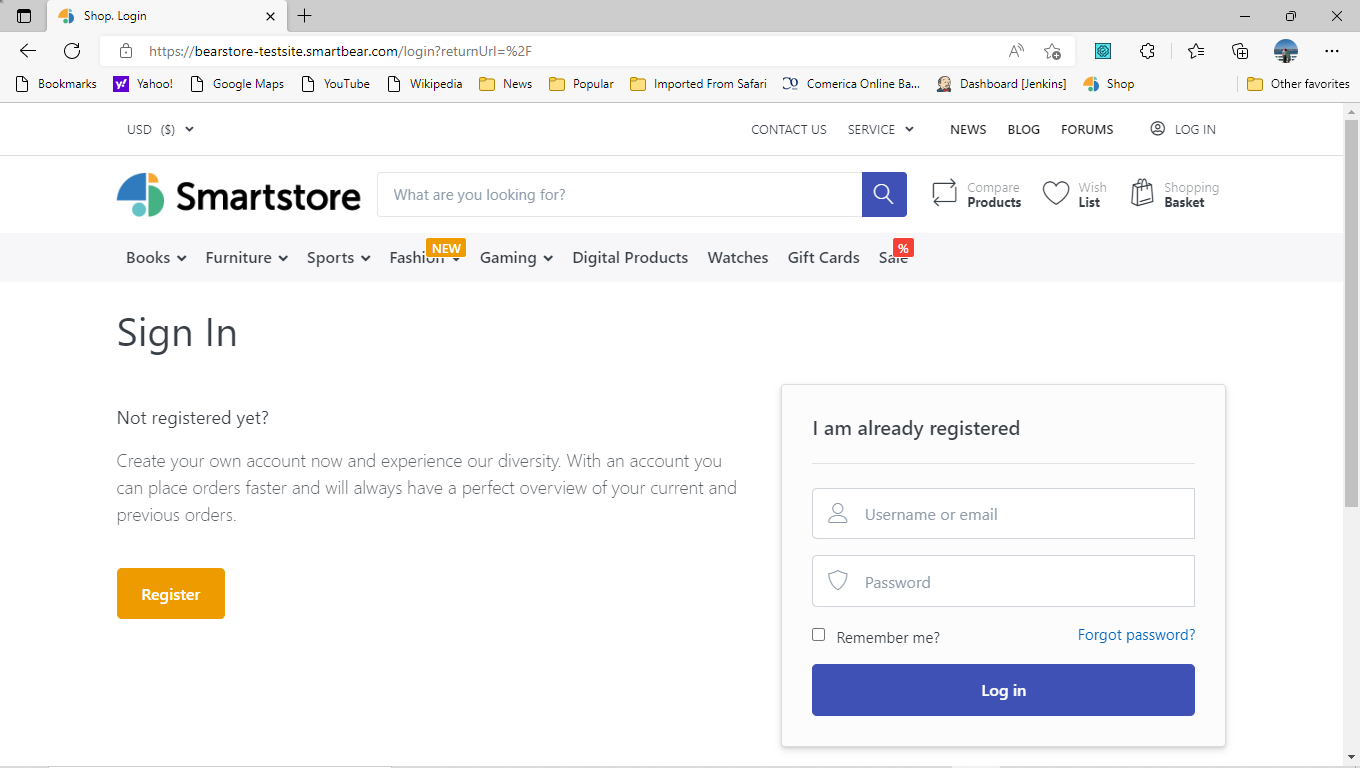 Shop. Login
https://bearstore-testsite.smartbear.com/login?returnUrl=%2F
Bookmarks Yahoo! Google Maps YouTube Wikipedia News Popular Imported From Safari Comerica Online Ba... Dashboard [Jenkins] Shop Other favorites
USD ($) CONTACT US SERVICE NEWS BLOG FORUMS LOG IN
Smartstore
What are you looking for?
Compare
Products
Wish
List
Shopping
Basket
Books Furniture Sports Fashion NEW Gaming Digital Products Watches Gift Cards Sale %
Sign In
Not registered yet?
Create your own account now and experience our diversity. With an account you
can place orders faster and will always have a perfect overview of your current and
previous orders.
Register
I am already registered
Username or email
Password
Remember me? Forgot password?
Log in